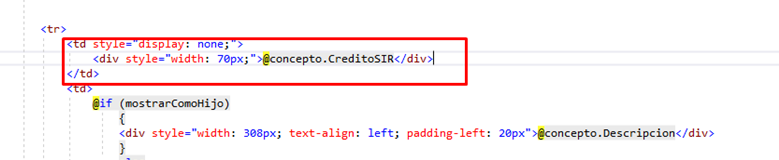 <tr>
<td style="display: none;">
<div style="width: 70px;">@concepto.CreditoSIR</div>
</td>
<td>
@if (mostrarComoHijo)
{
<div style="width: 308px; text-align: left; padding-left: 20px">@concepto.Descripcion</div>
}